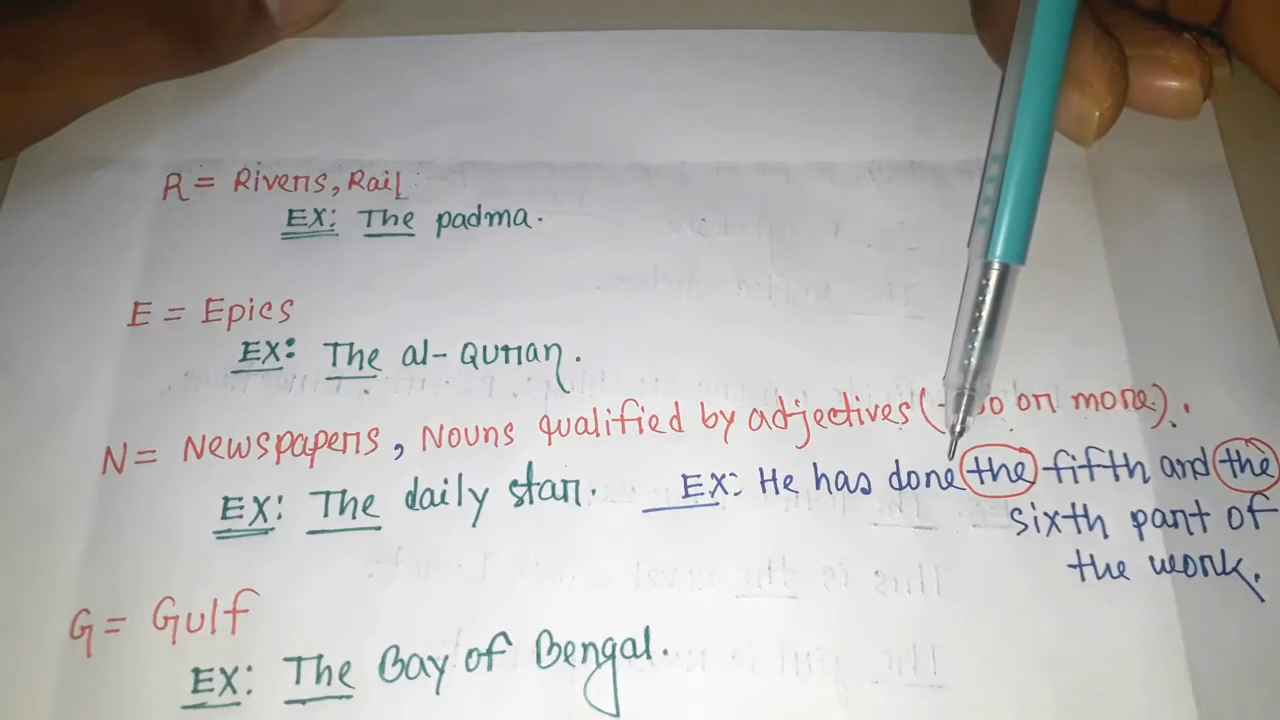 R = Rivers, Rail
EX: The padma.
E = Epics
EX: The al-Quran.
N = Newspapers, Nouns qualified by adjectives ( or more).
EX: The daily star. EX: He has done the fifth and the
sixth part of
the work.
G = Gulf
EX: The Bay of Bengal.